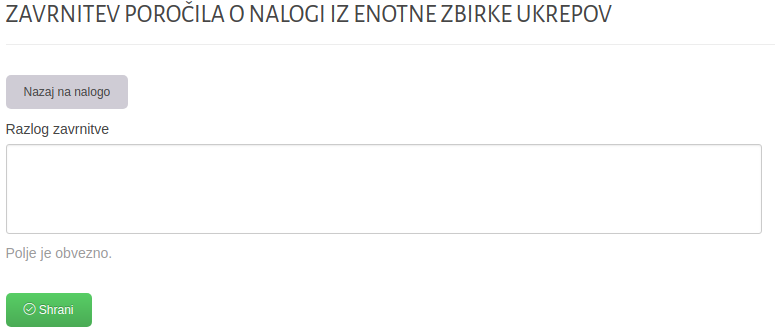 ZAVRNITEV POROČILA O NALOGI IZ ENOTNE ZBIRKE UKREPOV
Nazaj na nalogo
Razlog zavrnitve
Polje je obvezno.
Shrani